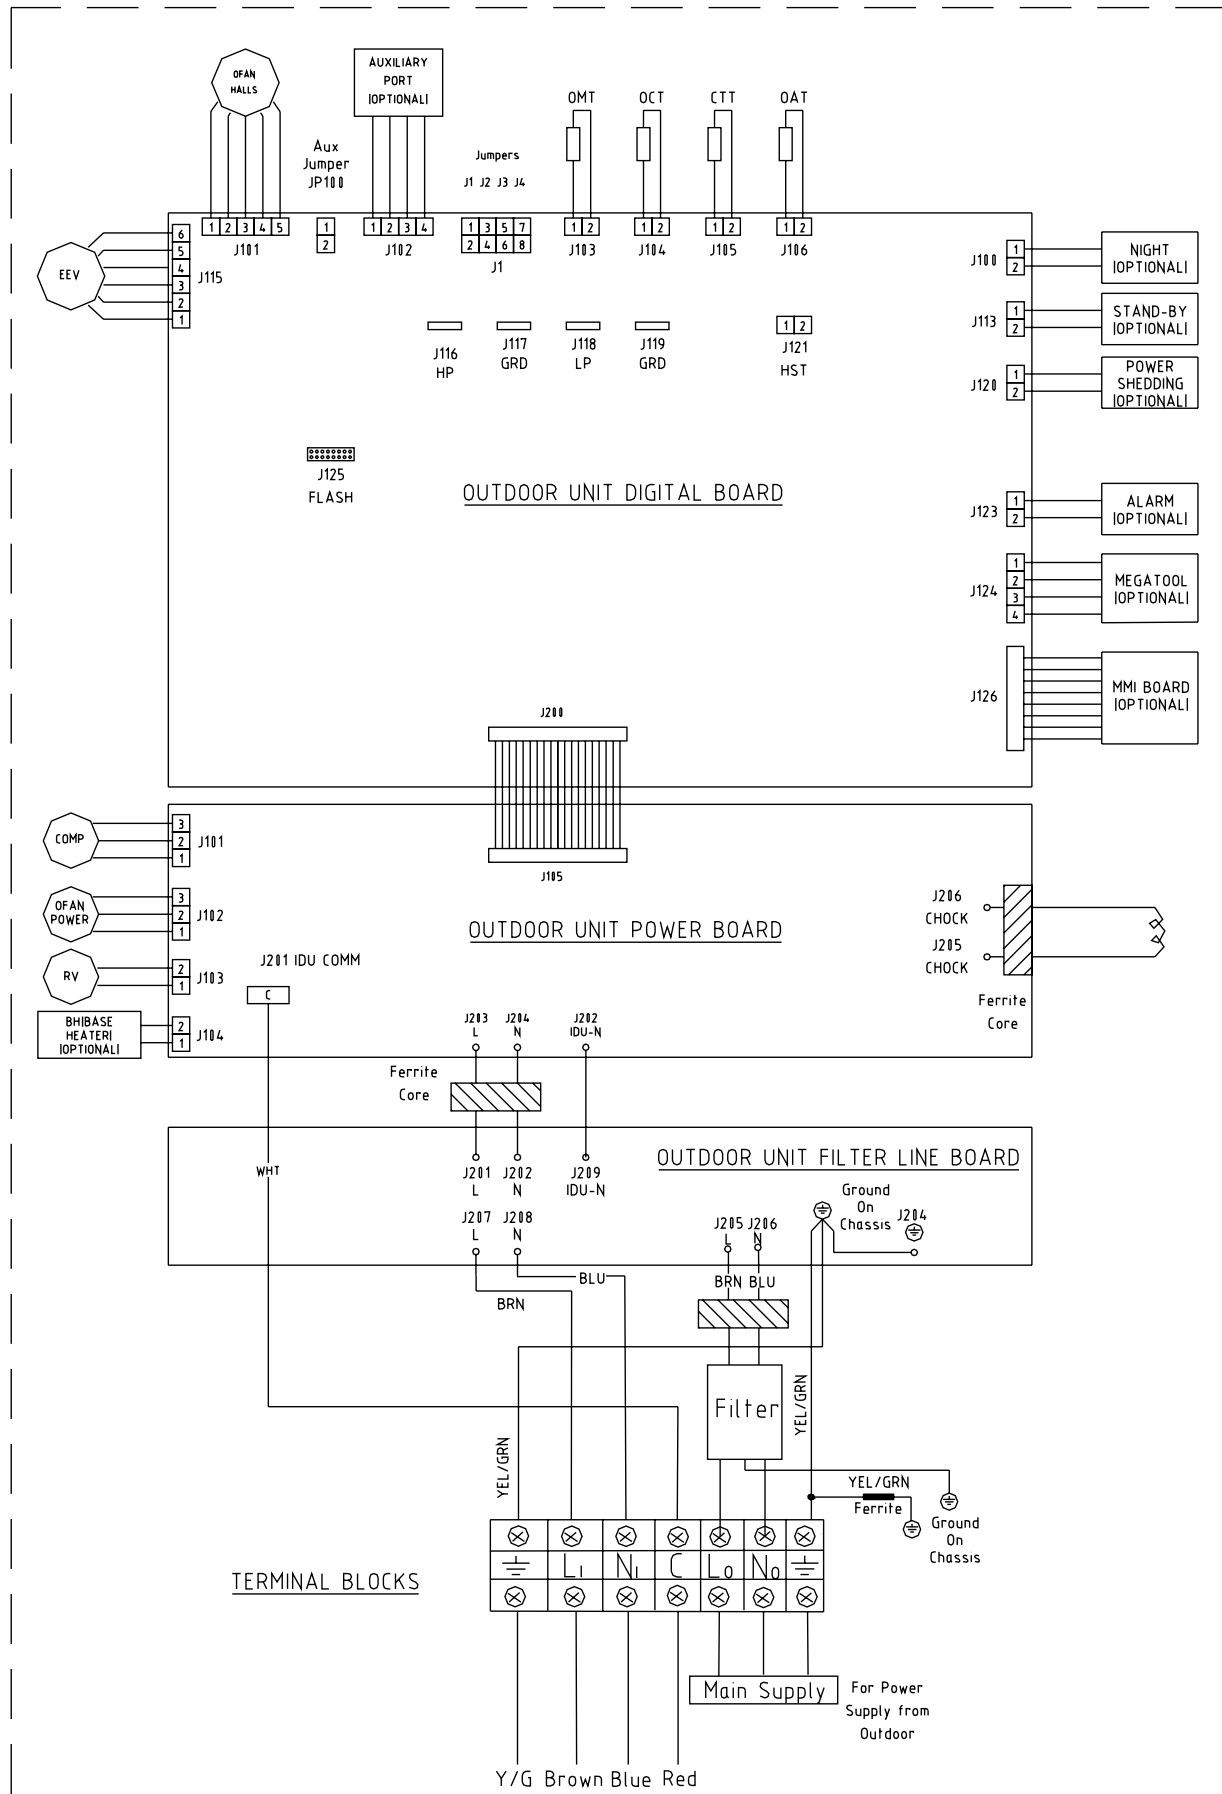 OFAN
HALLS
AUXILIARY
PORT
|OPTIONAL|
Aux
Jumper
JP100
Jumpers
J1 J2 J3 J4
OMT
OCT
CTT
OAT
1 2 3 4 5
J101
1
2
1 2 3 4
J102
1 3 5 7
2 4 6 8
J1
1 2
J103
1 2
J104
1 2
J105
1 2
J106
EEV
6
5
4
3
2
1
J115
J100
1
2
NIGHT
|OPTIONAL|
J113
1
2
STAND-BY
|OPTIONAL|
J120
1
2
POWER
SHEDDING
|OPTIONAL|
J116
HP
J117
GRD
J118
LP
J119
GRD
1 2
J121
HST
J125
FLASH
OUTDOOR UNIT DIGITAL BOARD
J123
1
2
ALARM
|OPTIONAL|
J124
1
2
3
4
MEGATOOL
|OPTIONAL|
J126
MMI BOARD
|OPTIONAL|
J200
J105
COMP
3
2
1
J101
OFAN
POWER
3
2
1
J102
RV
2
1
J103
BH|BASE
HEATER|
|OPTIONAL|
2
1
J104
OUTDOOR UNIT POWER BOARD
J206
CHOCK
J205
CHOCK
Ferrite
Core
J201 IDU COMM
C
J203
L
J204
N
J202
IDU-N
Ferrite
Core
WHT
OUTDOOR UNIT FILTER LINE BOARD
J201
L
J202
N
J209
IDU-N
J207
L
J208
N
J205
L
J206
N
Ground
On
Chassis
J204
BLU
BRN
BRN BLU
Filter
YEL/GRN
YEL/GRN
YEL/GRN
Ferrite
Ground
On
Chassis
TERMINAL BLOCKS
L1 N1 C Lo No
Main Supply
For Power
Supply from
Outdoor
Y/G Brown Blue Red